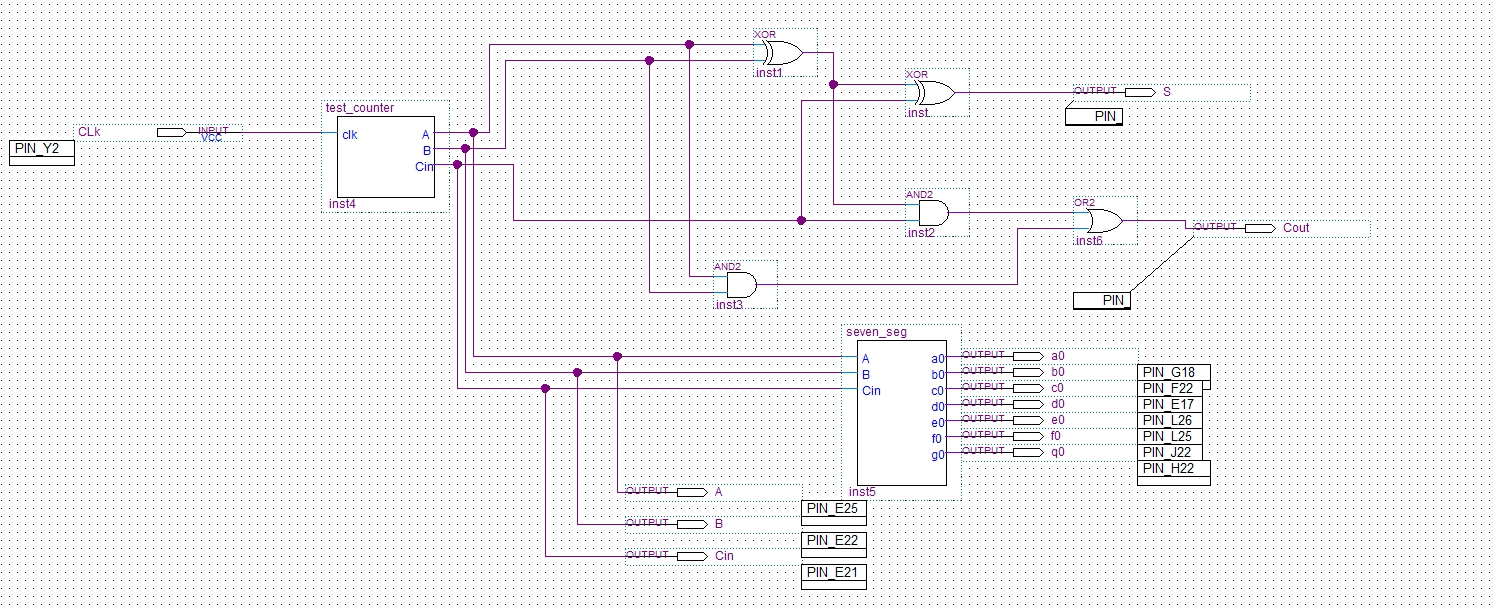 XOR
inst1
XOR
inst
OUTPUT
S
PIN_
test_counter
clk
A
B
Cin
inst4
CLk
INPUT
VCC
PIN_Y2
AND2
inst2
OR2
inst6
OUTPUT
Cout
PIN_
AND2
inst3
seven_seg
A
B
Cin
a0
b0
c0
d0
e0
f0
g0
inst5
OUTPUT a0
OUTPUT b0
OUTPUT c0
OUTPUT d0
OUTPUT e0
OUTPUT f0
OUTPUT q0
PIN_G18
PIN_F22
PIN_E17
PIN_L26
PIN_L25
PIN_J22
PIN_H22
OUTPUT A
PIN_E25
OUTPUT B
PIN_E22
OUTPUT Cin
PIN_E21